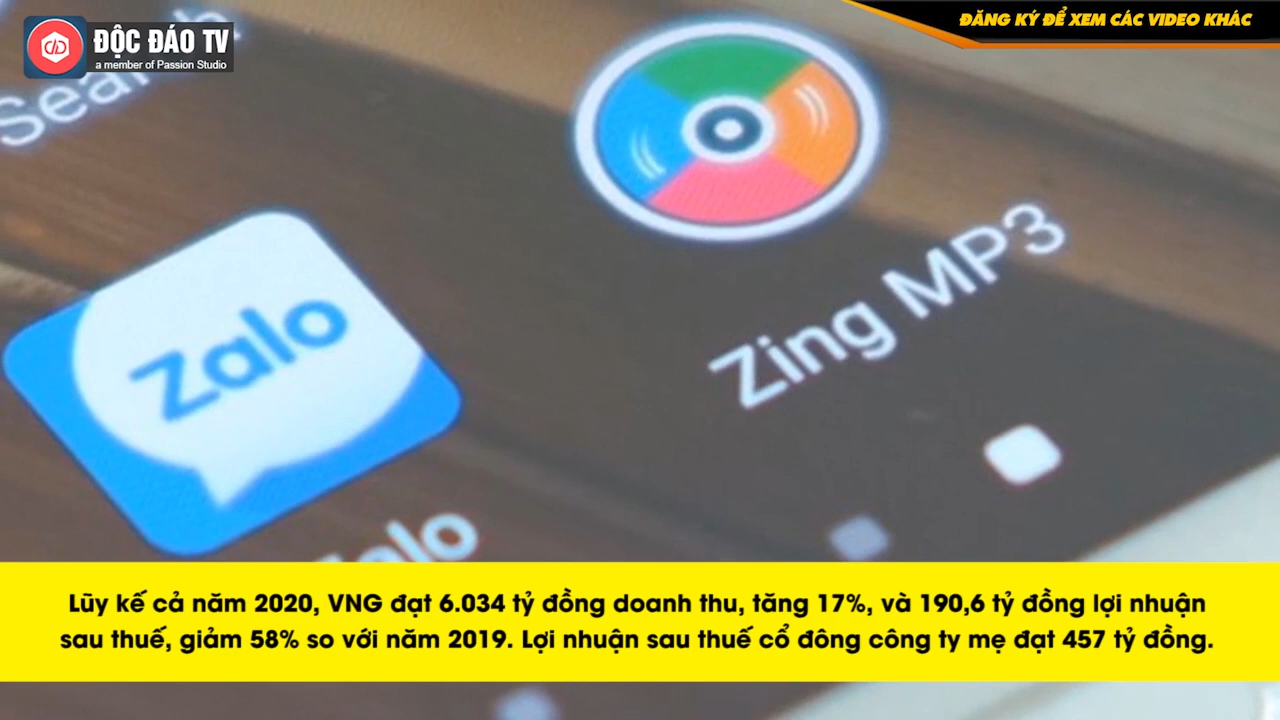 ĐỘC ĐÁO TV
a member of Passion Studio
ĐĂNG KÝ ĐỂ XEM CÁC VIDEO KHÁC
Search
Zalo
Zing MP3
Zalo
Lũy kế cả năm 2020, VNG đạt 6.034 tỷ đồng doanh thu, tăng 17%, và 190,6 tỷ đồng lợi nhuận
sau thuế, giảm 58% so với năm 2019. Lợi nhuận sau thuế cổ đông công ty mẹ đạt 457 tỷ đồng.